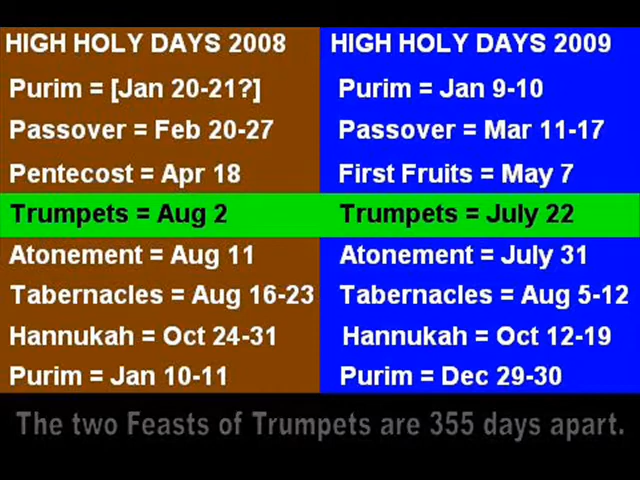 HIGH HOLY DAYS 2008
Purim = [Jan 20-21?]
Passover = Feb 20-27
Pentecost = Apr 18
Trumpets = Aug 2
Atonement = Aug 11
Tabernacles = Aug 16-23
Hannukah = Oct 24-31
Purim = Jan 10-11
HIGH HOLY DAYS 2009
Purim = Jan 9-10
Passover = Mar 11-17
First Fruits = May 7
Trumpets = July 22
Atonement = July 31
Tabernacles = Aug 5-12
Hannukah = Oct 12-19
Purim = Dec 29-30
The two Feasts of Trumpets are 355 days apart.